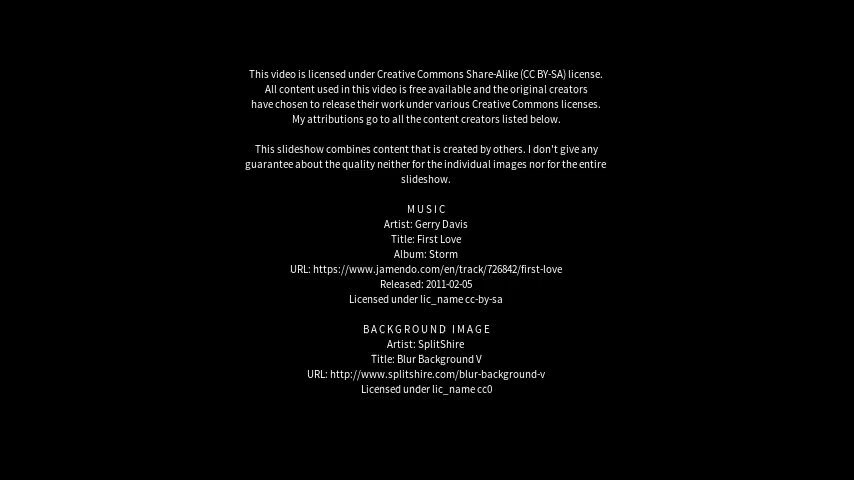 This video is licensed under Creative Commons Share-Alike (CC BY-SA) license.
All content used in this video is free available and the original creators
have chosen to release their work under various Creative Commons licenses.
My attributions go to all the content creators listed below.
This slideshow combines content that is created by others. I don't give any
guarantee about the quality neither for the individual images nor for the entire
slideshow.
MUSIC
Artist: Gerry Davis
Title: First Love
Album: Storm
URL: https://www.jamendo.com/en/track/726842/first-love
Released: 2011-02-05
Licensed under lic_name cc-by-sa
BACKGROUND IMAGE
Artist: SplitShire
Title: Blur Background V
URL: http://www.splitshire.com/blur-background-v
Licensed under lic_name cc0